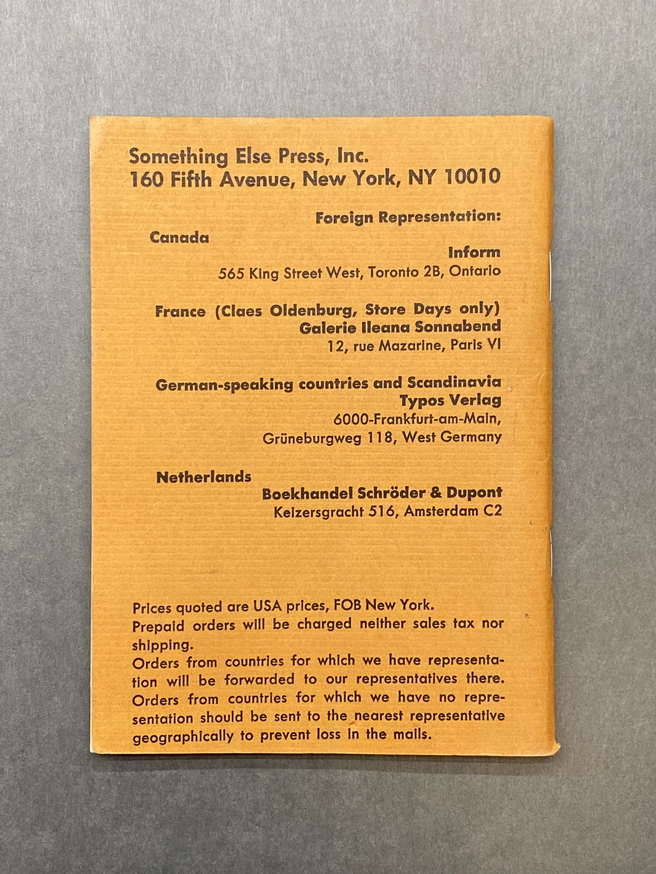 Something Else Press, Inc.
160 Fifth Avenue, New York, NY 10010
Foreign Representation:
Canada
Inform
565 King Street West, Toronto 2B, Ontario
France (Claes Oldenburg, Store Days only)
Galerie Ileana Sonnabend
12, rue Mazarine, Paris VI
German-speaking countries and Scandinavia
Typos Verlag
6000-Frankfurt-am-Main,
Grüneburgweg 118, West Germany
Netherlands
Boekhandel Schröder & Dupont
Keizersgracht 516, Amsterdam C2
Prices quoted are USA prices, FOB New York.
Prepaid orders will be charged neither sales tax nor
shipping.
Orders from countries for which we have representa-
tion will be forwarded to our representatives there.
Orders from countries for which we have no repre-
sentation should be sent to the nearest representative
geographically to prevent loss in the mails.